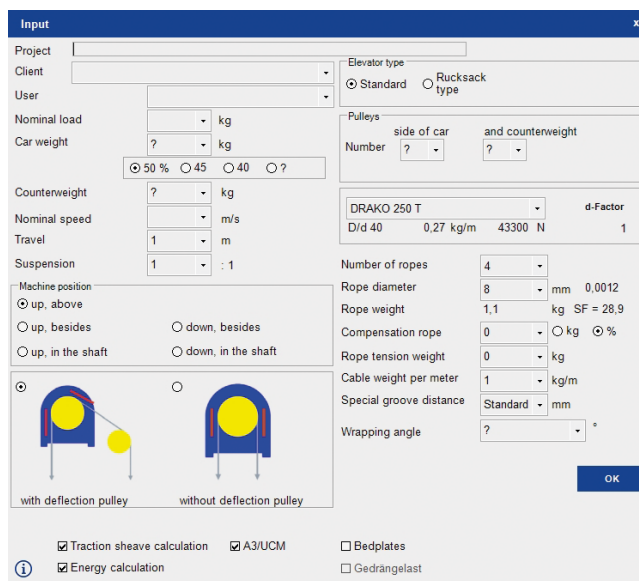 Input x
Project
Client
User
Nominal load kg
Car weight ? kg
50 % 45 40 ?
Counterweight ? kg
Nominal speed m/s
Travel 1 m
Suspension 1 : 1
Machine position
up, above
up, besides down, besides
up, in the shaft down, in the shaft
with deflection pulley without deflection pulley
Elevator type
Standard Rucksack
type
Pulleys
side of car and counterweight
Number ? ?
DRAKO 250 T d-Factor
D/d 40 0,27 kg/m 43300 N 1
Number of ropes 4
Rope diameter 8 mm 0,0012
Rope weight 1,1 kg SF = 28,9
Compensation rope 0 kg %
Rope tension weight 0 kg
Cable weight per meter 1 kg/m
Special groove distance Standard mm
Wrapping angle ? °
OK
Traction sheave calculation A3/UCM Bedplates
i Energy calculation Gedrängelast